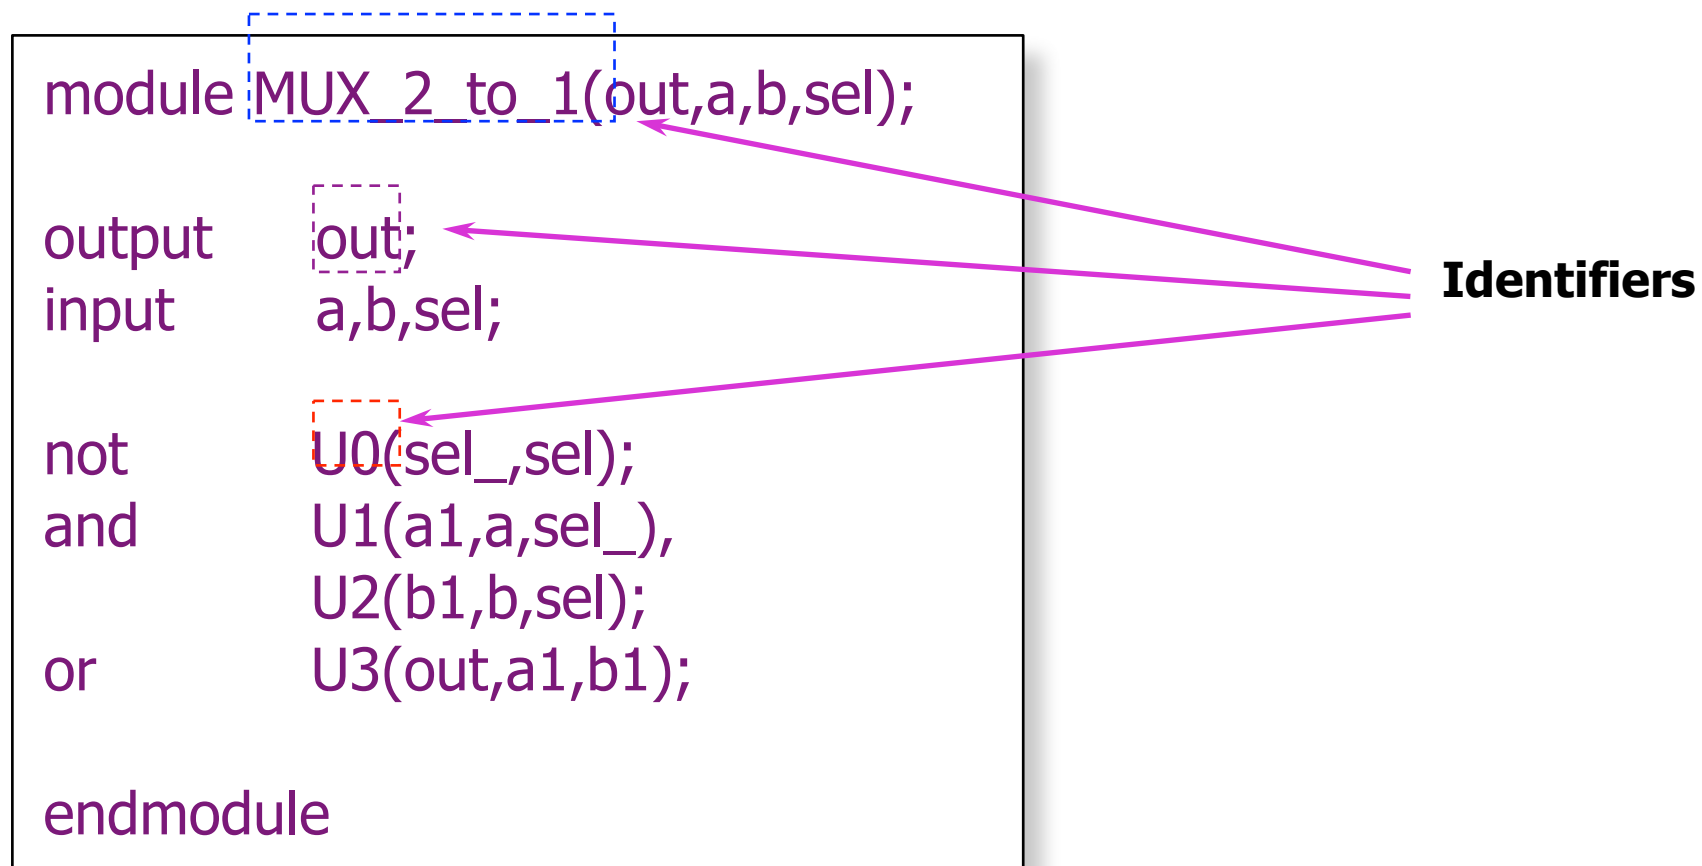 module MUX_2_to_1(out,a,b,sel);
output out;
input a,b,sel;
Identifiers
not U0(sel_,sel);
and U1(a1,a,sel_),
U2(b1,b,sel);
or U3(out,a1,b1);
endmodule